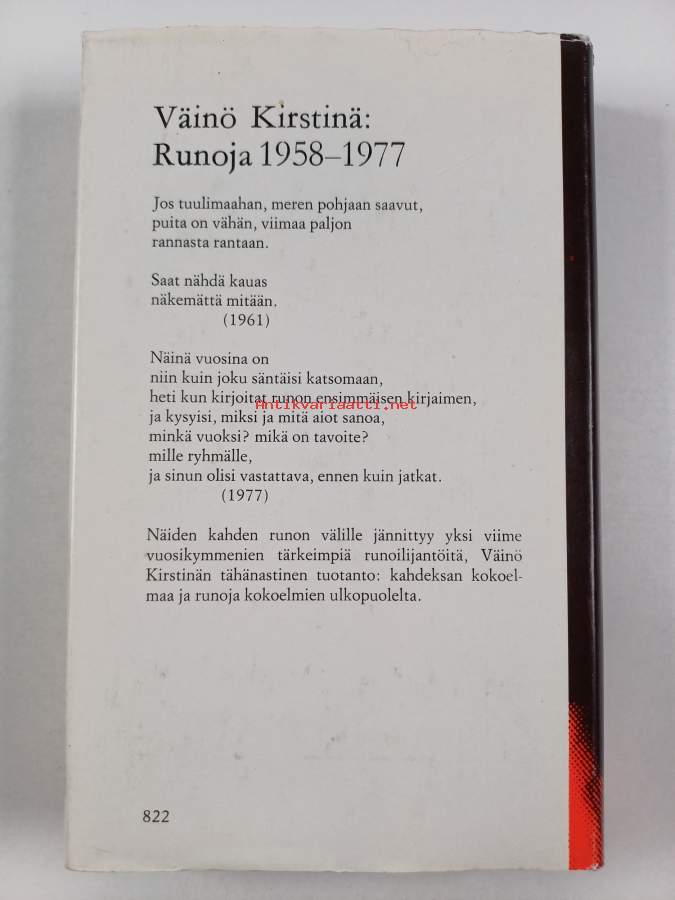 Väinö Kirstinä:
Runoja 1958–1977
Jos tuulimaahan, meren pohjaan saavut,
puita on vähän, viimaa paljon
rannasta rantaan.
Saat nähdä kauas
näkemättä mitään.
(1961)
Näinä vuosina on
niin kuin joku säntäisi katsomaan,
heti kun kirjoitat runon ensimmäisen kirjaimen,
Antikvariaatti.net
ja kysyisi, miksi ja mitä aiot sanoa,
minkä vuoksi? mikä on tavoite?
mille ryhmälle,
ja sinun olisi vastattava, ennen kuin jatkat.
(1977)
Näiden kahden runon välille jännittyy yksi viime
vuosikymmenien tärkeimpiä runoilijantöitä, Väinö
Kirstinän tähänastinen tuotanto: kahdeksan kokoel-
maa ja runoja kokoelmien ulkopuolelta.
822